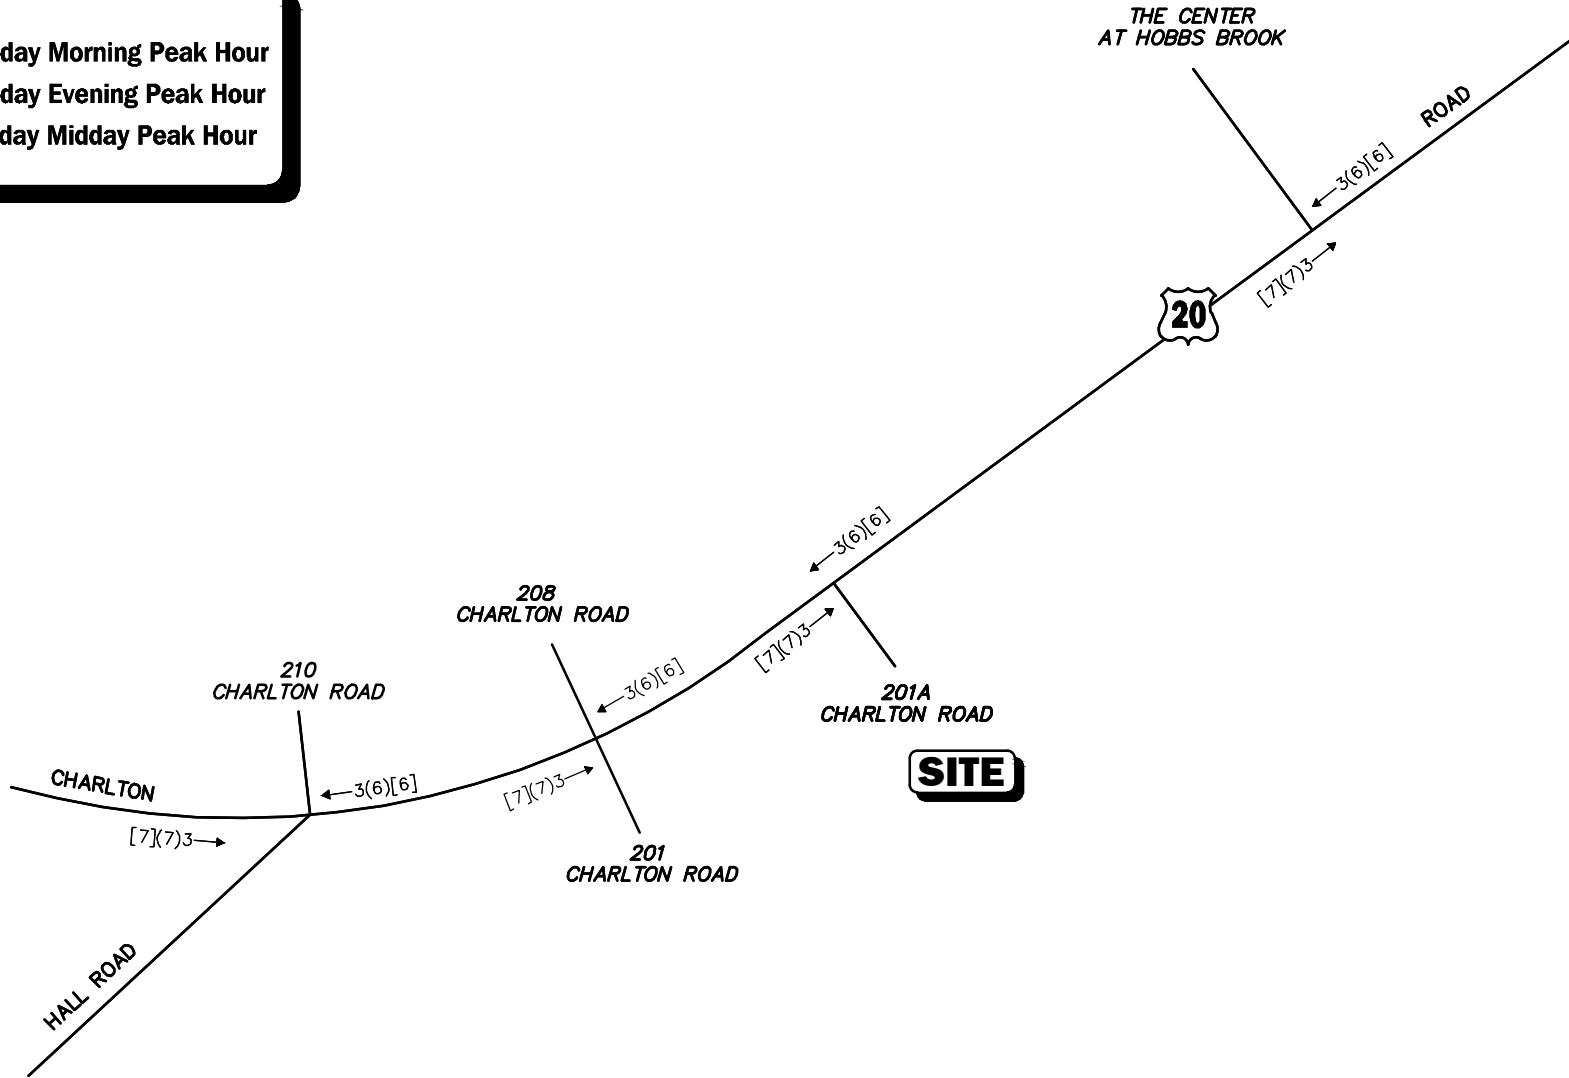 day Morning Peak Hour
day Evening Peak Hour
day Midday Peak Hour
THE CENTER
AT HOBBS BROOK
ROAD
3(6)[6]
20
[7](7)3
3(6)[6]
208
CHARLTON ROAD
[7](7)3
210
CHARLTON ROAD
3(6)[6]
201A
CHARLTON ROAD
SITE
CHARLTON
3(6)[6]
[7](7)3
[7](7)3
201
CHARLTON ROAD
HALL ROAD